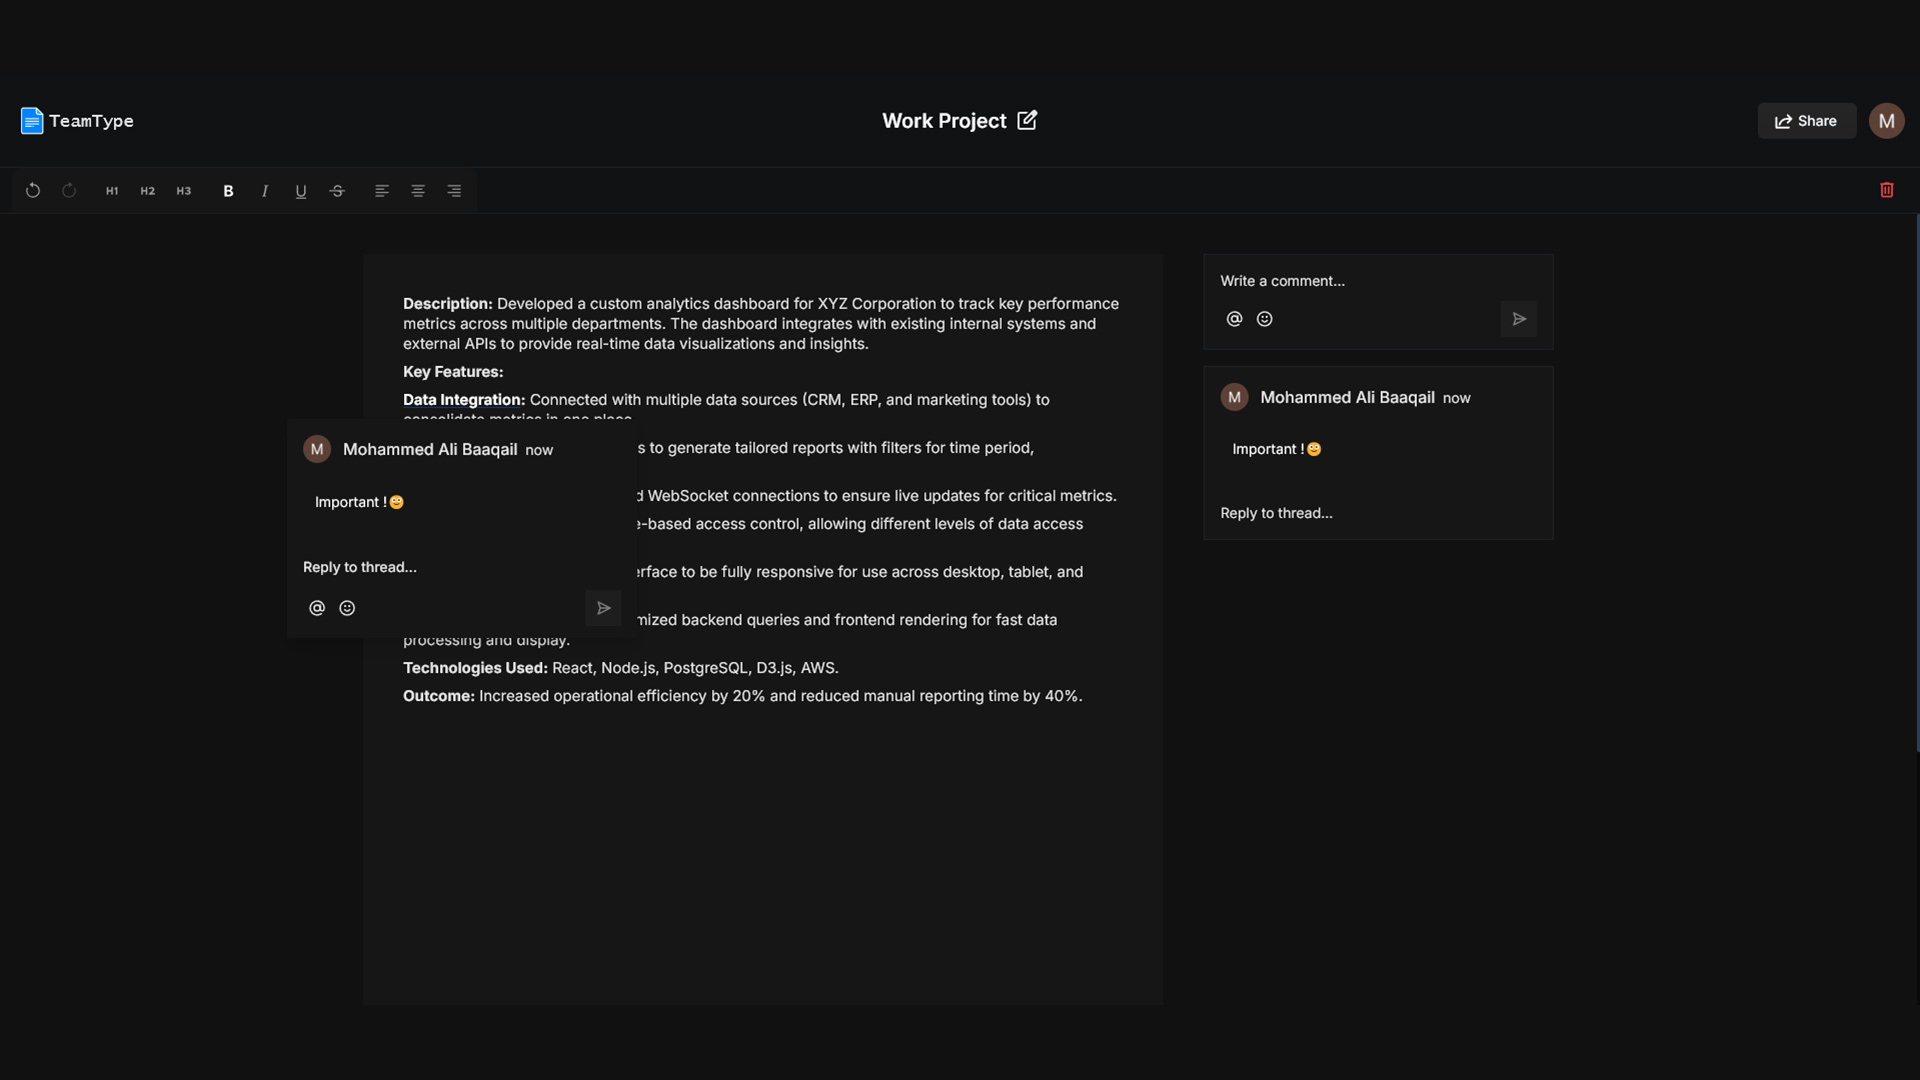 TeamType
Work Project
Share
M
H1 H2 H3 B I U S
Description: Developed a custom analytics dashboard for XYZ Corporation to track key performance
metrics across multiple departments. The dashboard integrates with existing internal systems and
external APIs to provide real-time data visualizations and insights.
Key Features:
Data Integration: Connected with multiple data sources (CRM, ERP, and marketing tools) to
consolidate metrics in one place.
s to generate tailored reports with filters for time period,
WebSocket connections to ensure live updates for critical metrics.
-based access control, allowing different levels of data access
erface to be fully responsive for use across desktop, tablet, and
mized backend queries and frontend rendering for fast data
processing and display.
Technologies Used: React, Node.js, PostgreSQL, D3.js, AWS.
Outcome: Increased operational efficiency by 20% and reduced manual reporting time by 40%.
M Mohammed Ali Baaqail now
Important !🙄
Reply to thread…
@
Write a comment…
@
M Mohammed Ali Baaqail now
Important !🙄
Reply to thread…